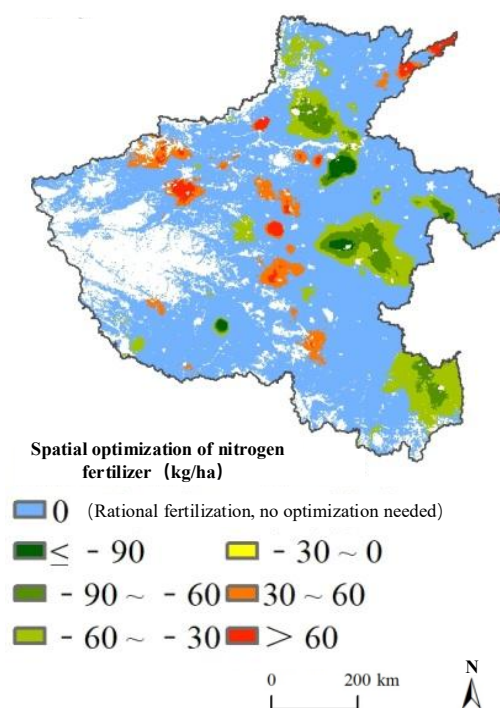 Spatial optimization of nitrogen
fertilizer（kg/ha）
0 (Rational fertilization, no optimization needed)
≤ - 90
- 30 ~ 0
- 90 ~ - 60
30 ~ 60
- 60 ~ - 30
> 60
N
0 200 km